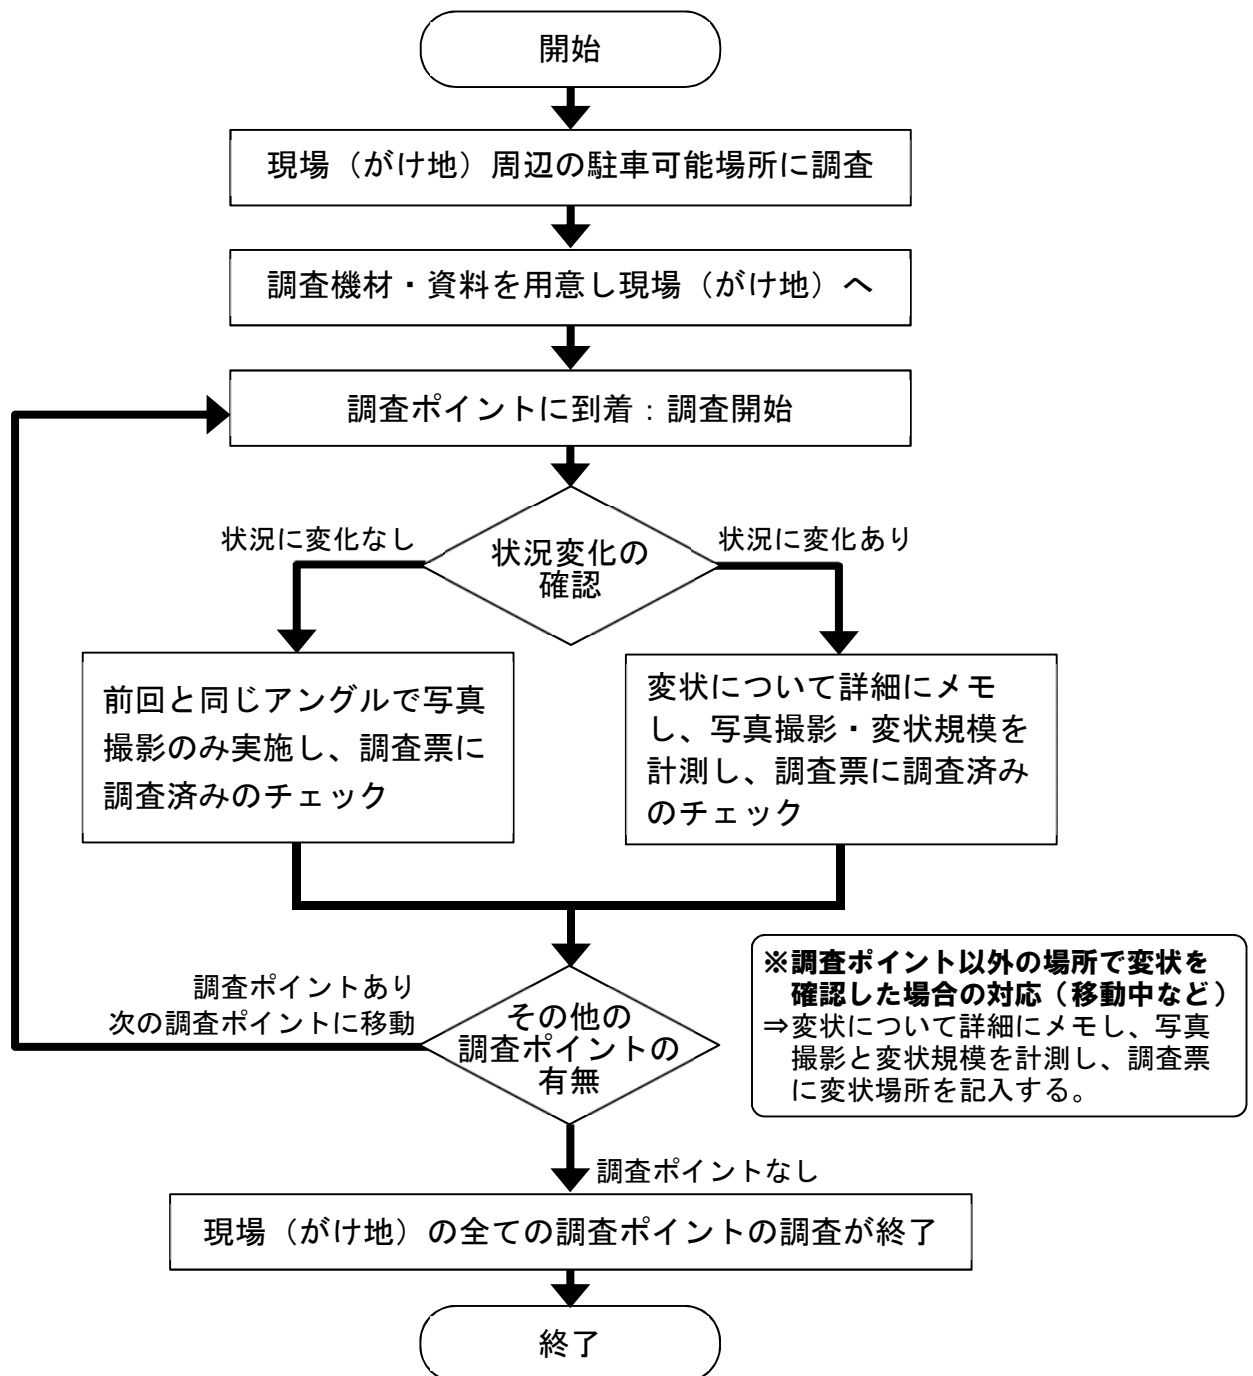 開始
現場（がけ地）周辺の駐車可能場所に調査
調査機材・資料を用意し現場（がけ地）へ
調査ポイントに到着：調査開始
状況に変化なし
状況変化の
確認
状況に変化あり
前回と同じアングルで写真
撮影のみ実施し、調査票に
調査済みのチェック
変状について詳細にメモ
し、写真撮影・変状規模を
計測し、調査票に調査済み
のチェック
調査ポイントあり
次の調査ポイントに移動
その他の
調査ポイントの
有無
※調査ポイント以外の場所で変状を
確認した場合の対応（移動中など）
⇒変状について詳細にメモし、写真
撮影と変状規模を計測し、調査票
に変状場所を記入する。
調査ポイントなし
現場（がけ地）の全ての調査ポイントの調査が終了
終了